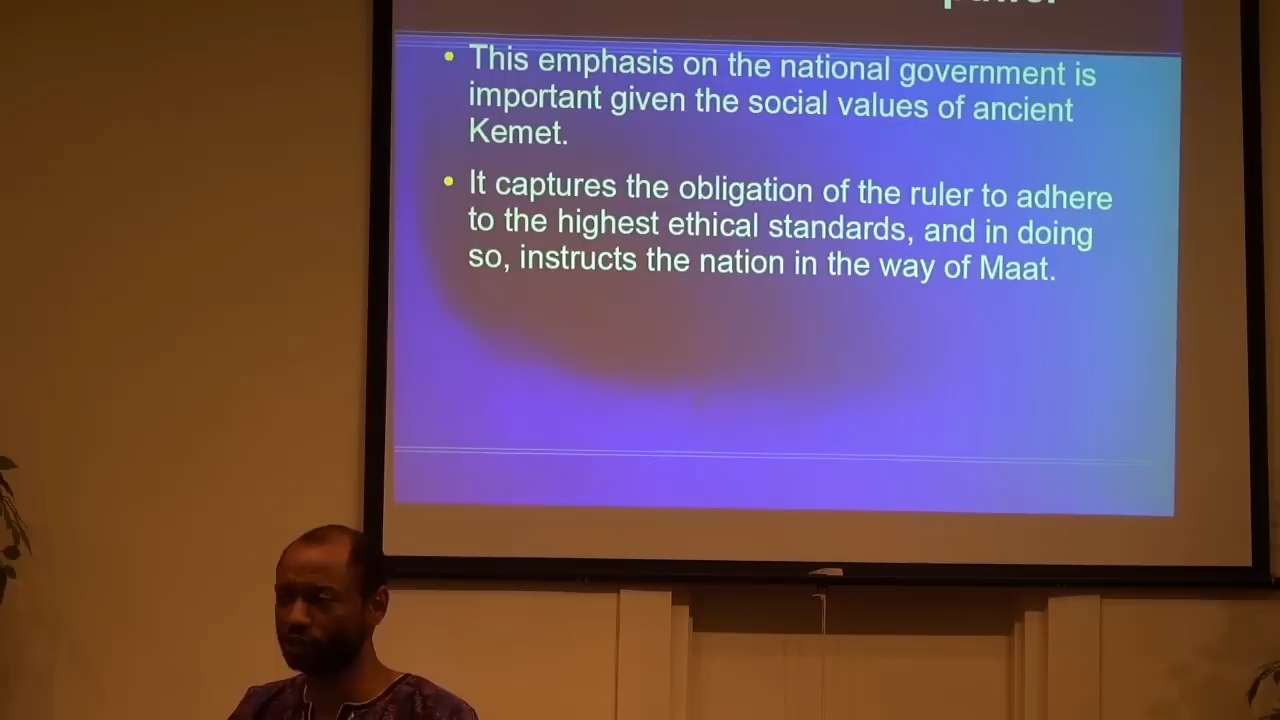 This emphasis on the national government is
important given the social values of ancient
Kemet.
It captures the obligation of the ruler to adhere
to the highest ethical standards, and in doing
so, instructs the nation in the way of Maat.